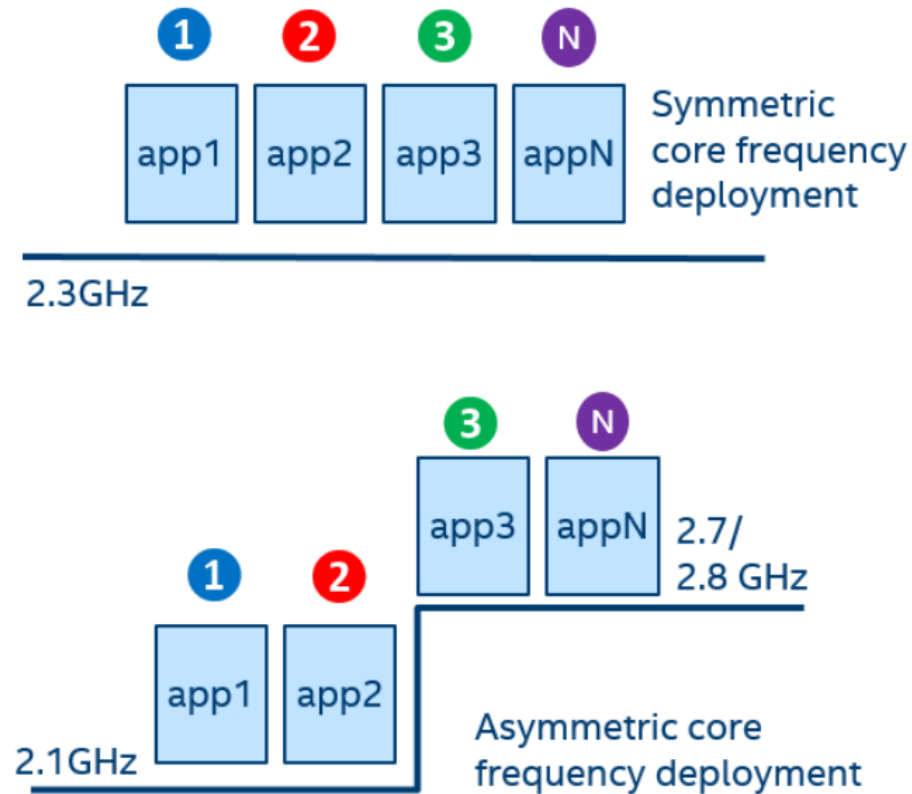 1 2 3 N
app1 app2 app3 appN
Symmetric
core frequency
deployment
2.3GHz
3 N
app3 appN
2.7/
2.8 GHz
1 2
app1 app2
2.1GHz
Asymmetric core
frequency deployment